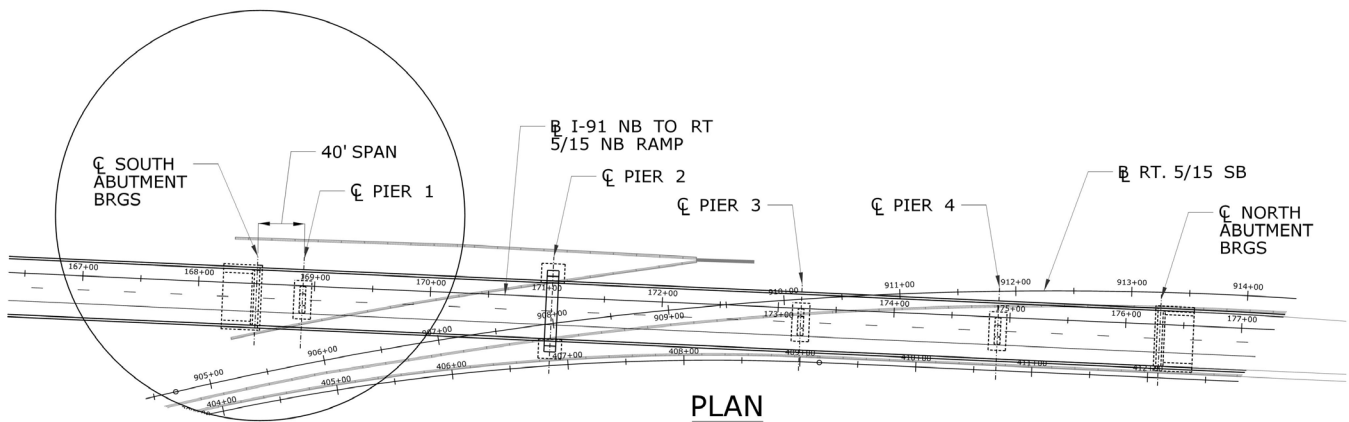 ℄ SOUTH
ABUTMENT
BRGS
40' SPAN
℄ PIER 1
B̲L I-91 NB TO RT
5/15 NB RAMP
℄ PIER 2
℄ PIER 3
℄ PIER 4
BL RT. 5/15 SB
℄ NORTH
ABUTMENT
BRGS
167+00
168+00
169+00
170+00
171+00
172+00
173+00
174+00
175+00
176+00
177+00
905+00
906+00
907+00
908+00
909+00
910+00
911+00
912+00
913+00
914+00
404+00
405+00
406+00
407+00
408+00
409+00
410+00
411+00
412+00
PLAN